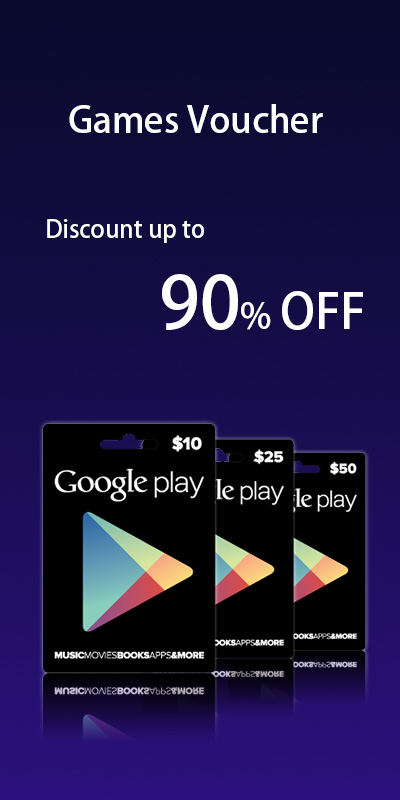 Games Voucher
Discount up to
90% OFF
$10
Google play
MUSICMOVIESBOOKSAPPS&MORE
$25
le play
OOKSAPPS&MORE
$50
le play
BOOKSAPPS&MORE